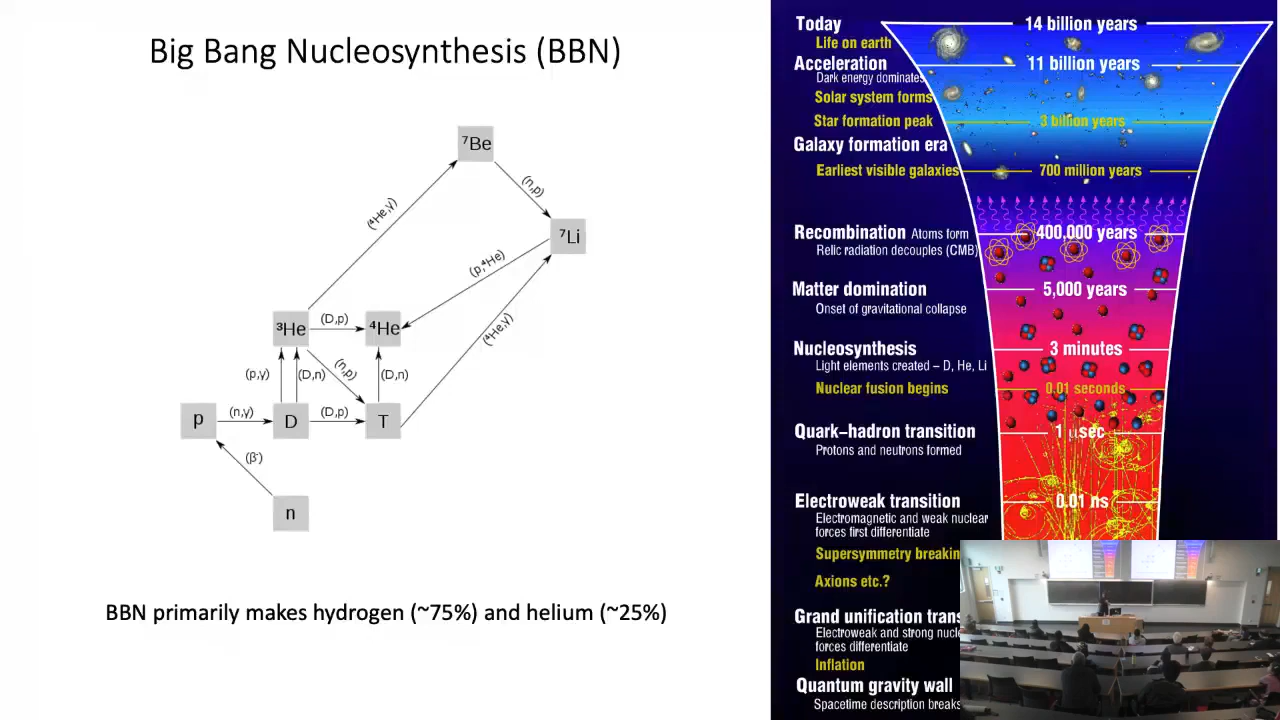 Big Bang Nucleosynthesis (BBN)
⁷Be
(n,p)
(⁴He,γ)
⁷Li
(p,⁴He)
³He
(D,p)
⁴He
(⁴He,γ)
(p,γ)
(D,n)
(n,p)
(D,n)
p
(n,γ)
D
(D,p)
T
(β⁻)
n
BBN primarily makes hydrogen (~75%) and helium (~25%)
Today 14 billion years
Life on earth
Acceleration 11 billion years
Dark energy dominates
Solar system forms
Star formation peak 3 billion years
Galaxy formation era
Earliest visible galaxies 700 million years
Recombination Atoms form 400,000 years
Relic radiation decouples (CMB)
Matter domination 5,000 years
Onset of gravitational collapse
Nucleosynthesis 3 minutes
Light elements created – D, He, Li
Nuclear fusion begins 0.01 seconds
Quark–hadron transition 1 μsec
Protons and neutrons formed
Electroweak transition 0.01 ns
Electromagnetic and weak nuclear
forces first differentiate
Supersymmetry breakin
Axions etc.?
Grand unification trans
Electroweak and strong nucl
forces differentiate
Inflation
Quantum gravity wall
Spacetime description breaks